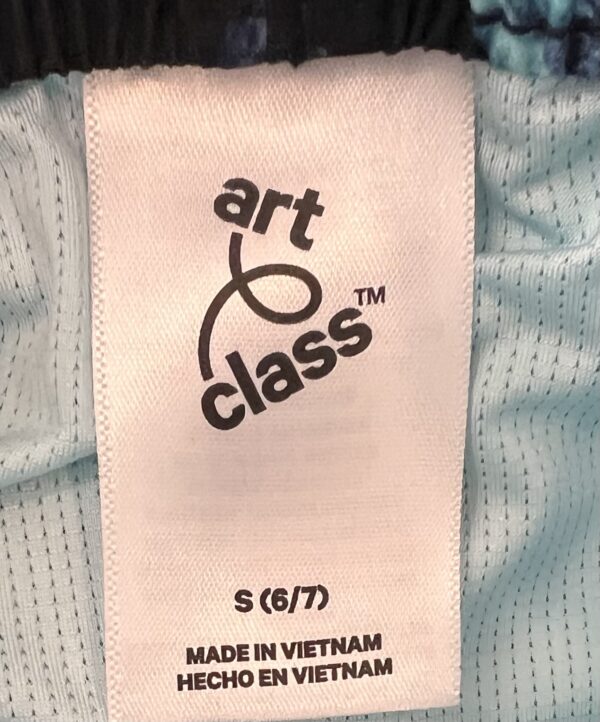 art
class™
S (6/7)
MADE IN VIETNAM
HECHO EN VIETNAM